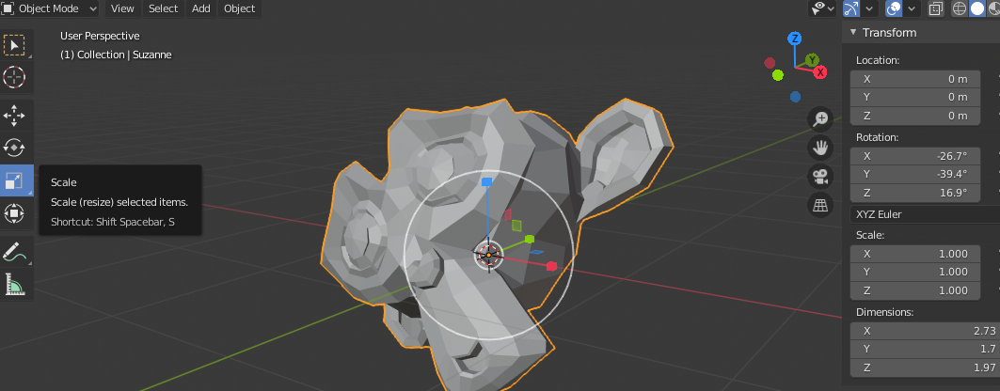 Object Mode View Select Add Object
User Perspective
(1) Collection | Suzanne
Z
Y
X
Scale
Scale (resize) selected items.
Shortcut: Shift Spacebar, S
Transform
Location:
X 0 m
Y 0 m
Z 0 m
Rotation:
X -26.7°
Y -39.4°
Z 16.9°
XYZ Euler
Scale:
X 1.000
Y 1.000
Z 1.000
Dimensions:
X 2.73
Y 1.7
Z 1.97